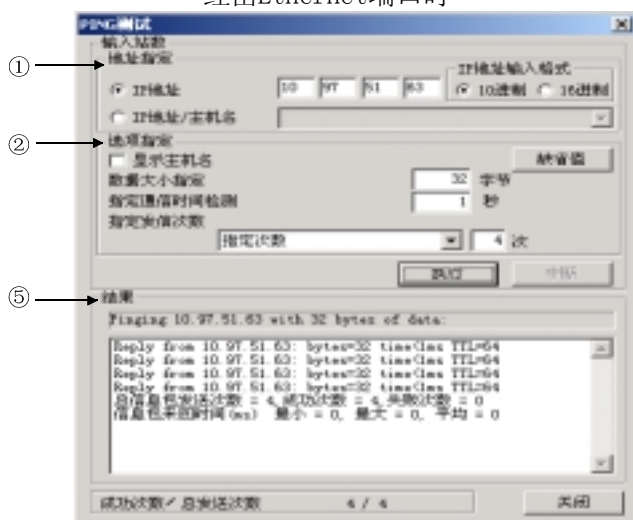 经由Ethernet端口时
PING测试
输入站数
① 地址指定
IP地址输入格式
IP地址 10 97 51 63 10进制 16进制
IP地址/主机名
② 选项指定
显示主机名 缺省值
数据大小指定 32 字节
指定通信时间检测 1 秒
指定发信次数
指定次数 4 次
执行 中断
⑤ 结果
Pinging 10.97.51.63 with 32 bytes of data:
Reply from 10.97.51.63: bytes=32 time<1ms TTL=64
Reply from 10.97.51.63: bytes=32 time<1ms TTL=64
Reply from 10.97.51.63: bytes=32 time<1ms TTL=64
Reply from 10.97.51.63: bytes=32 time<1ms TTL=64
总信息包发送次数 = 4,成功次数 = 4,失败次数 = 0
信息包来回时间(ms) 最小 = 0, 最大 = 0, 平均 = 0
成功次数/总发送次数 4 / 4 关闭